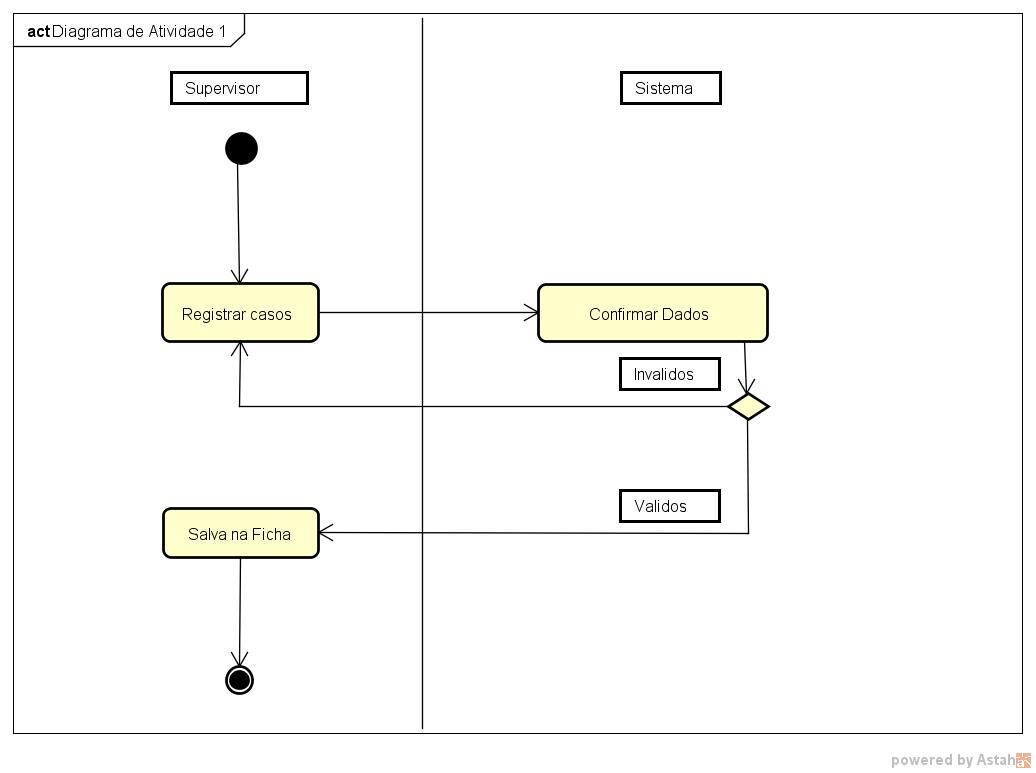 act Diagrama de Atividade 1
Supervisor
Sistema
Registrar casos
Confirmar Dados
Invalidos
Validos
Salva na Ficha
powered by Astah